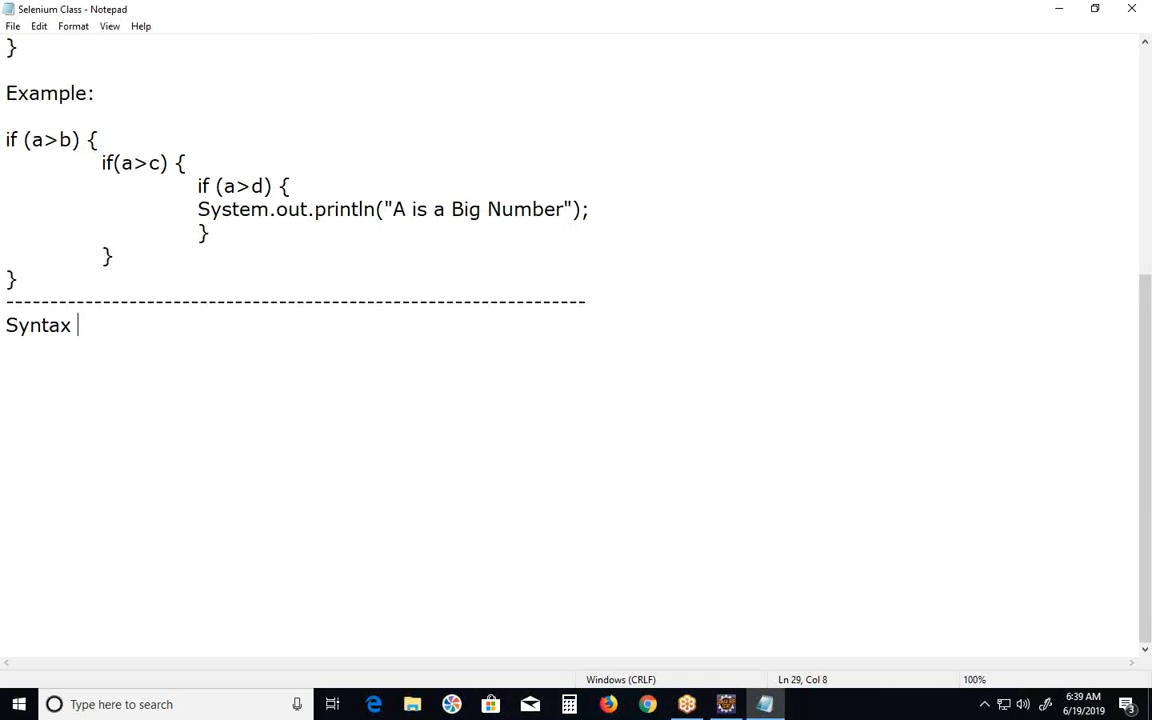 Selenium Class - Notepad
File Edit Format View Help
}
Example:
if (a>b) {
if(a>c) {
if (a>d) {
System.out.println("A is a Big Number");
}
}
}
-----------------------------------------------------------------
Syntax
Windows (CRLF) Ln 29, Col 8 100%
Type here to search
6:39 AM
6/19/2019
3